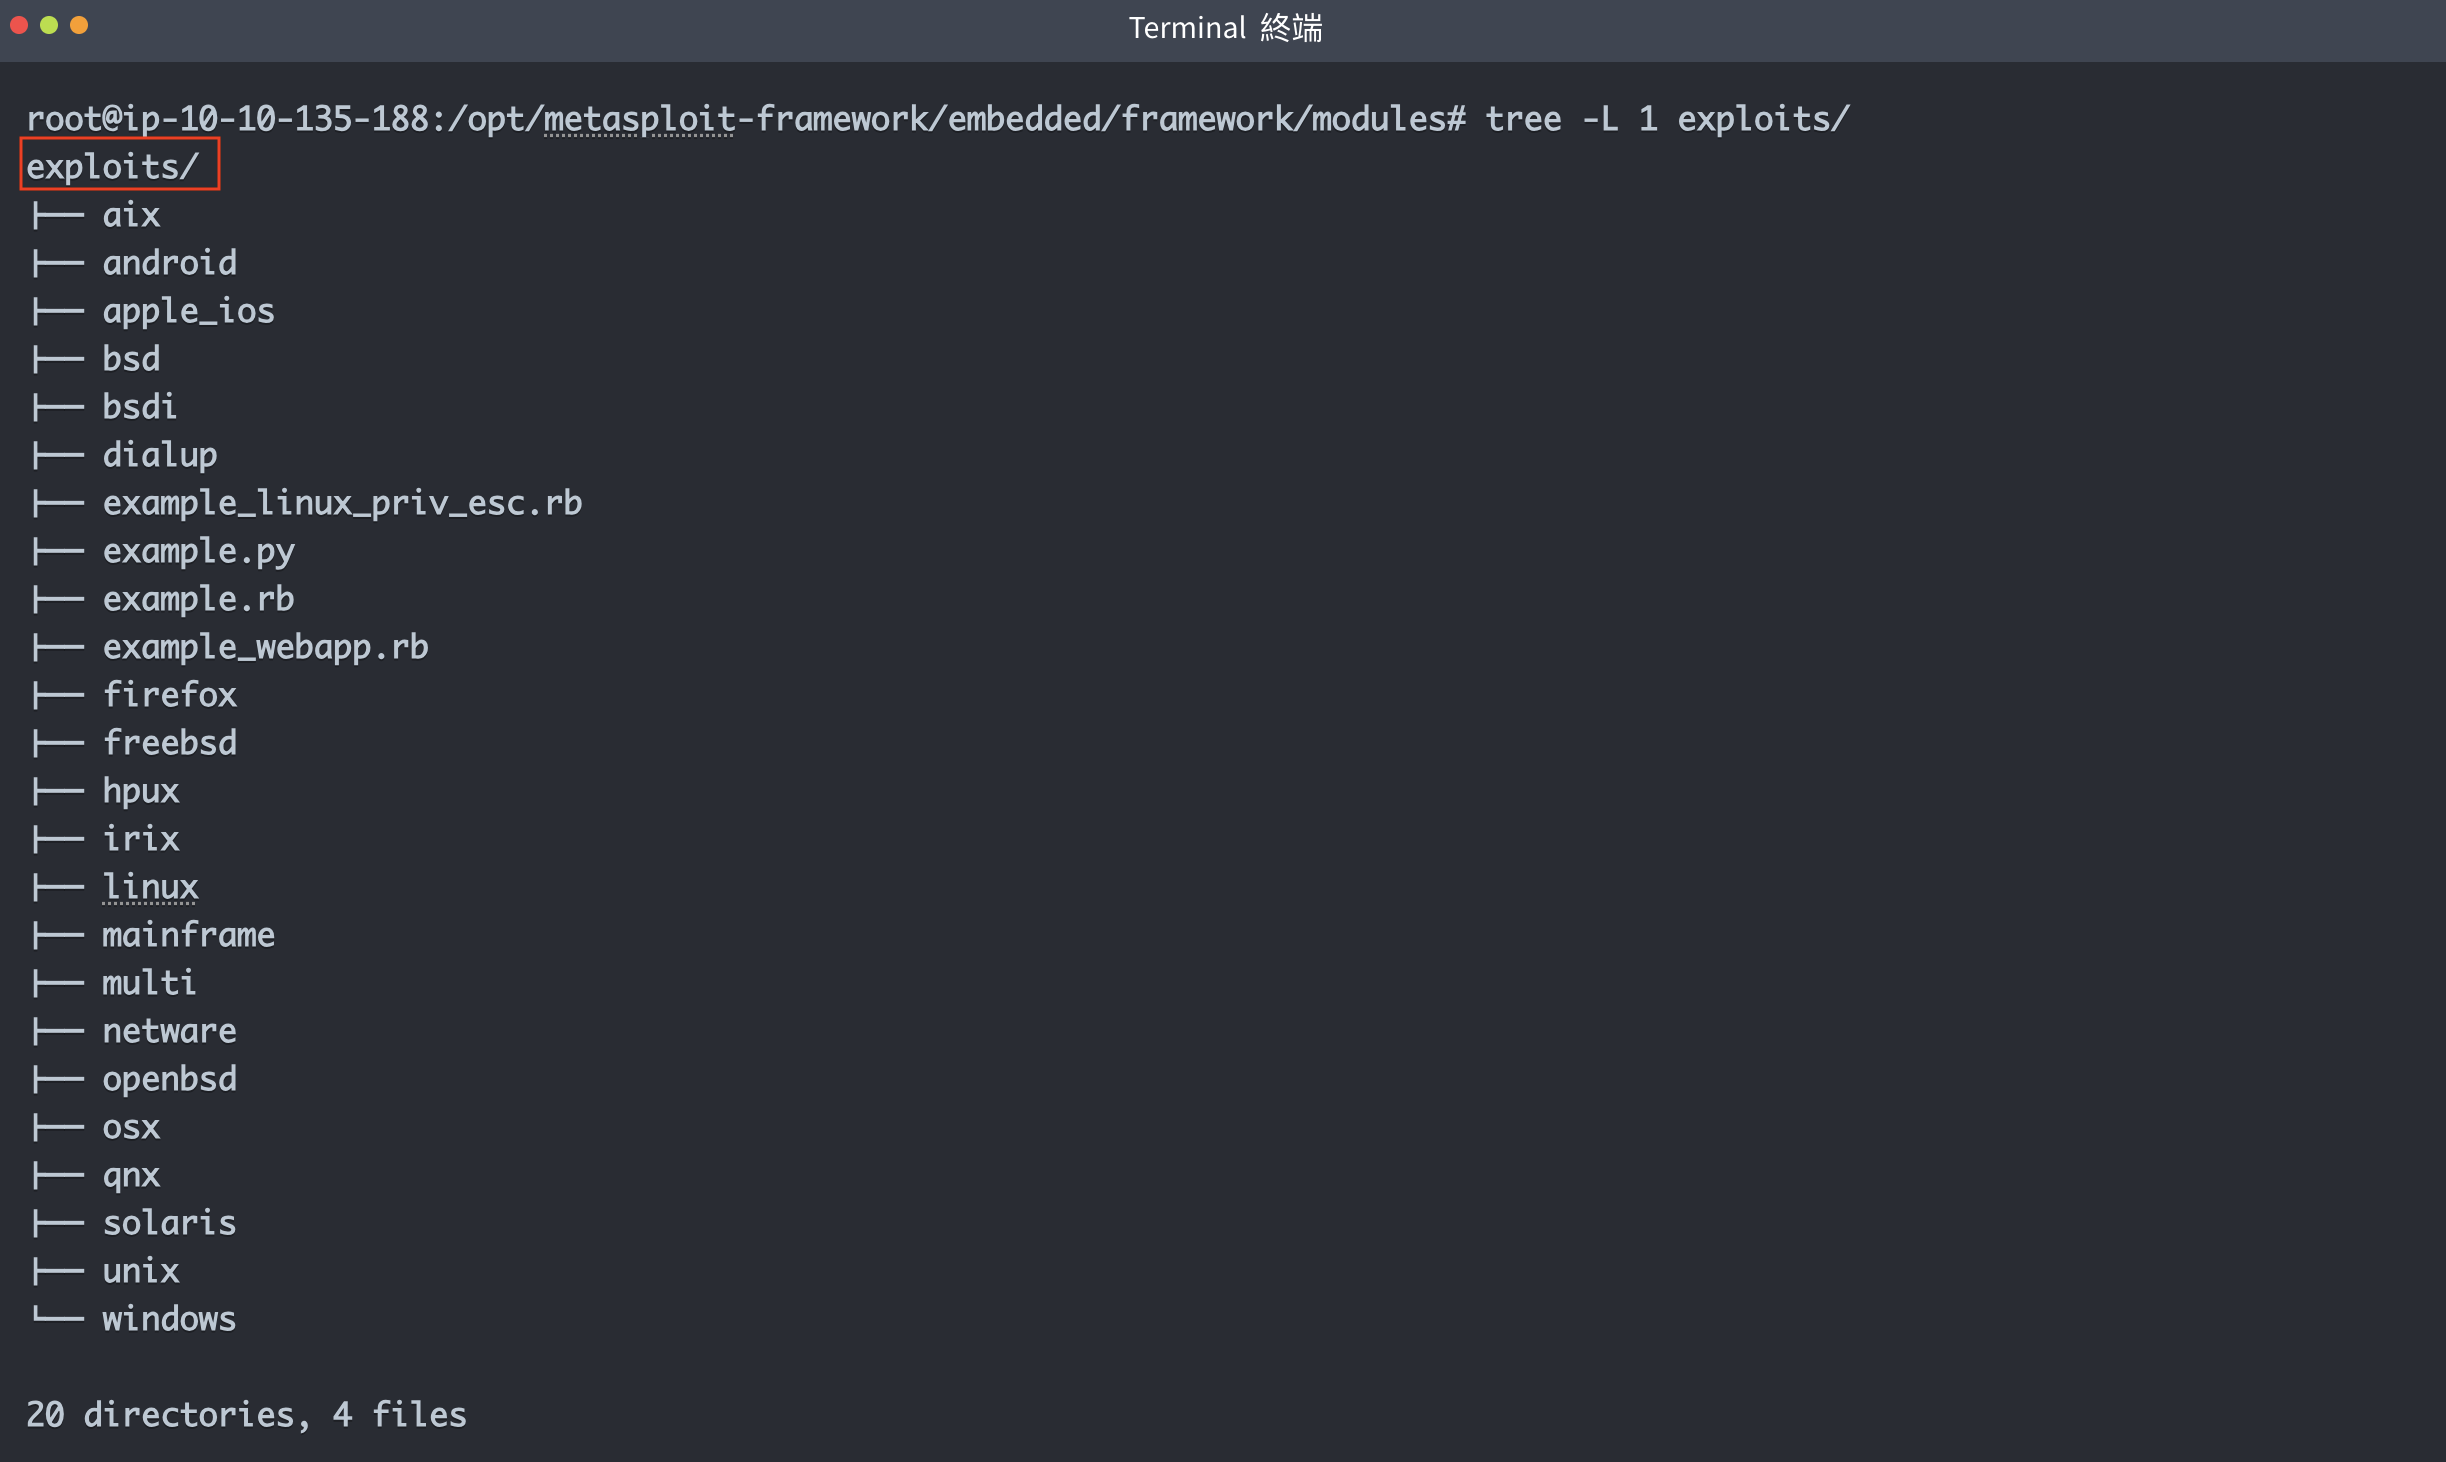 Terminal 終端
root@ip-10-10-135-188:/opt/metasploit-framework/embedded/framework/modules# tree -L 1 exploits/
exploits/
├── aix
├── android
├── apple_ios
├── bsd
├── bsdi
├── dialup
├── example_linux_priv_esc.rb
├── example.py
├── example.rb
├── example_webapp.rb
├── firefox
├── freebsd
├── hpux
├── irix
├── linux
├── mainframe
├── multi
├── netware
├── openbsd
├── osx
├── qnx
├── solaris
├── unix
└── windows
20 directories, 4 files